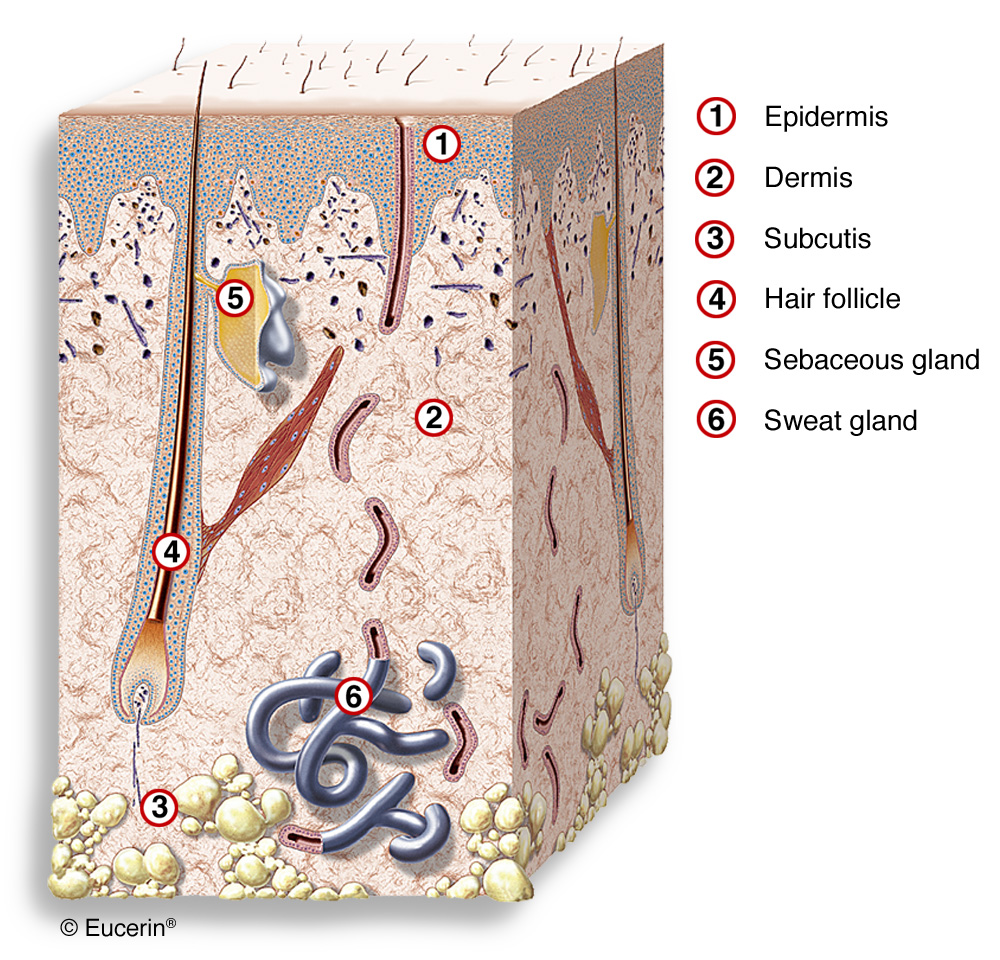 1 Epidermis
2 Dermis
3 Subcutis
4 Hair follicle
5 Sebaceous gland
6 Sweat gland
1
5
2
4
6
3
© Eucerin®